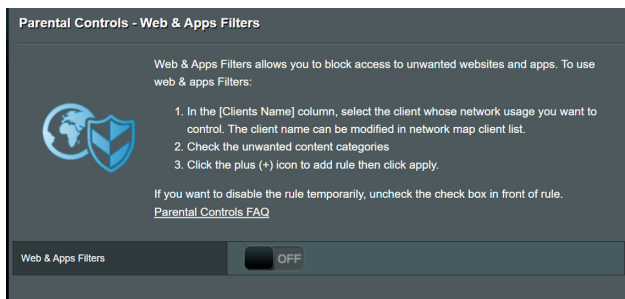 Parental Controls - Web & Apps Filters
Web & Apps Filters allows you to block access to unwanted websites and apps. To use
web & apps Filters:
1. In the [Clients Name] column, select the client whose network usage you want to
control. The client name can be modified in network map client list.
2. Check the unwanted content categories
3. Click the plus (+) icon to add rule then click apply.
If you want to disable the rule temporarily, uncheck the check box in front of rule.
Parental Controls FAQ
Web & Apps Filters
OFF